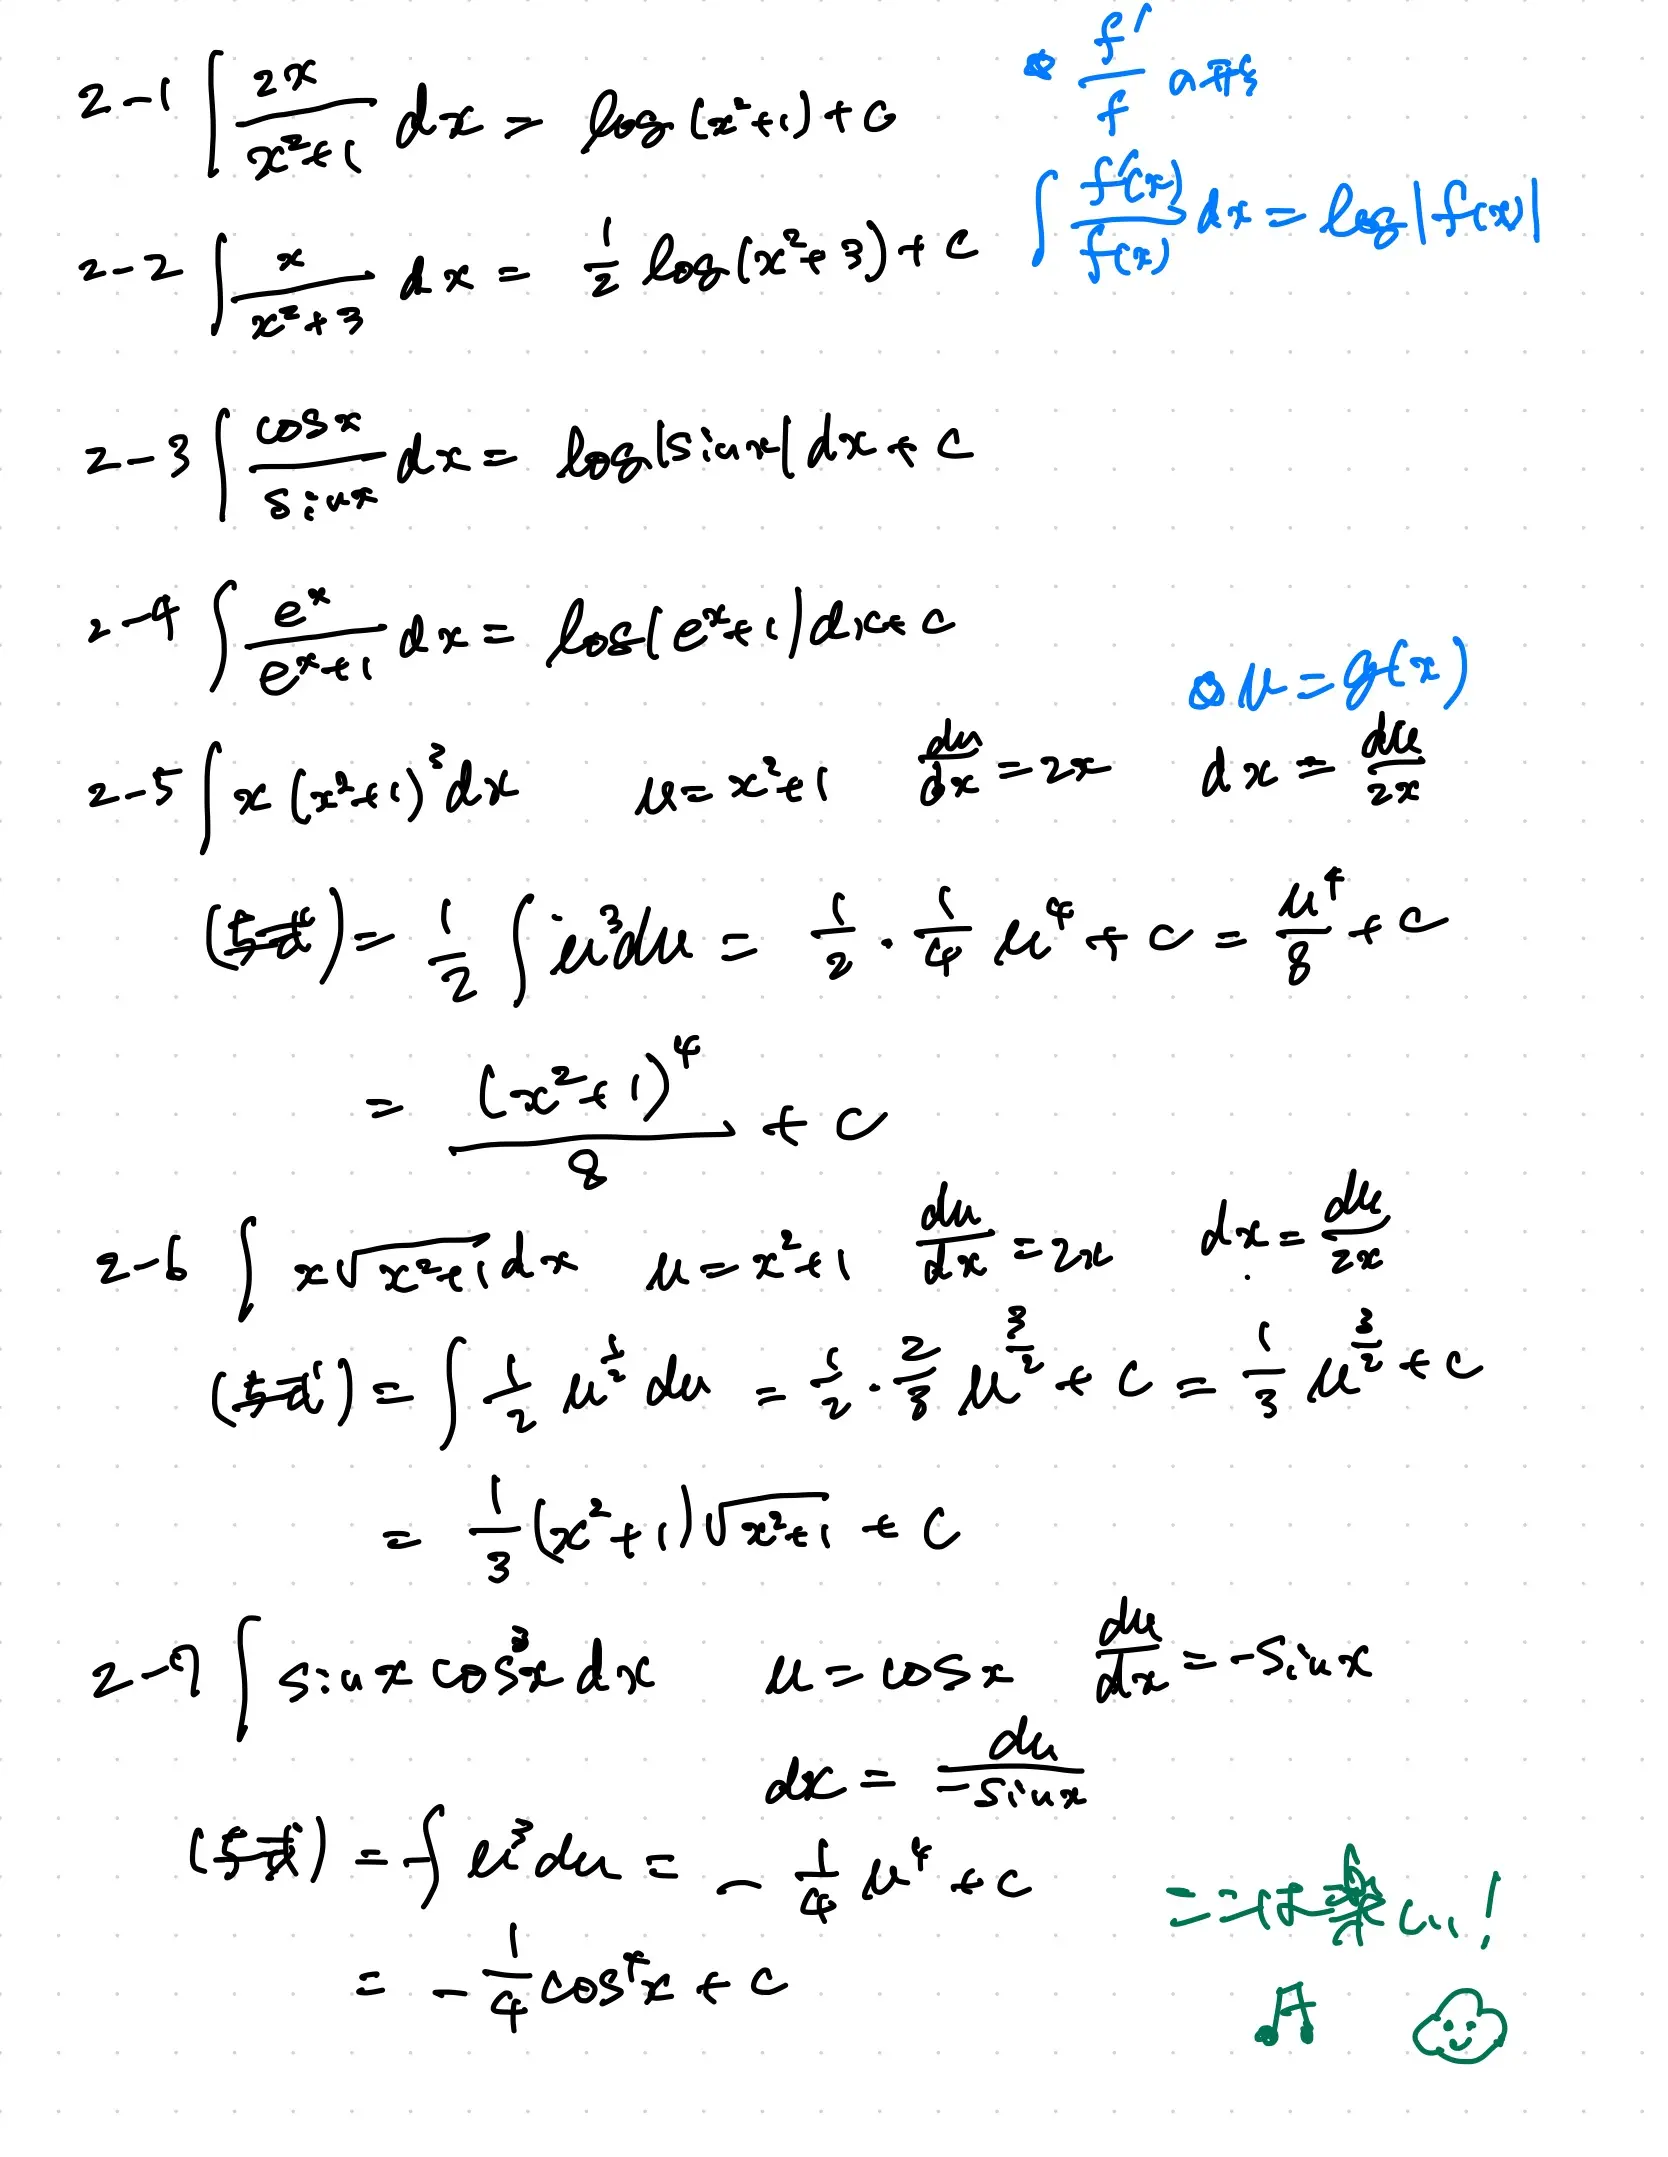 2-1 ∫ 2x/(x²+1) dx = log(x²+1)+C
f'/f の形
∫ f'(x)/f(x) dx = log|f(x)|
2-2 ∫ x/(x²+3) dx = 1/2 log(x²+3)+C
2-3 ∫ cosx/sinx dx = log|sinx|dx+C
2-4 ∫ eˣ/(eˣ+1) dx = log|eˣ+1|dx+C
u=g(x)
2-5 ∫ x(x²+1)³dx u=x²+1 du/dx=2x dx=du/2x
(与式)=1/2 ∫u³du = 1/2・1/4 u⁴+C = u⁴/8+C
= (x²+1)⁴/8 + C
2-6 ∫ x√(x²+1) dx u=x²+1 du/dx=2x dx=du/2x
(与式)=∫ 1/2 u^(1/2) du = 1/2・2/3 u^(3/2)+C = 1/3 u^(3/2)+C
= 1/3 (x²+1)√(x²+1) + C
2-7 ∫ sinx cos³x dx u=cosx du/dx=-sinx
dx = du/-sinx
(与式) = -∫u³du = - 1/4 u⁴+C
= - 1/4 cos⁴x + C
ここは楽しい!